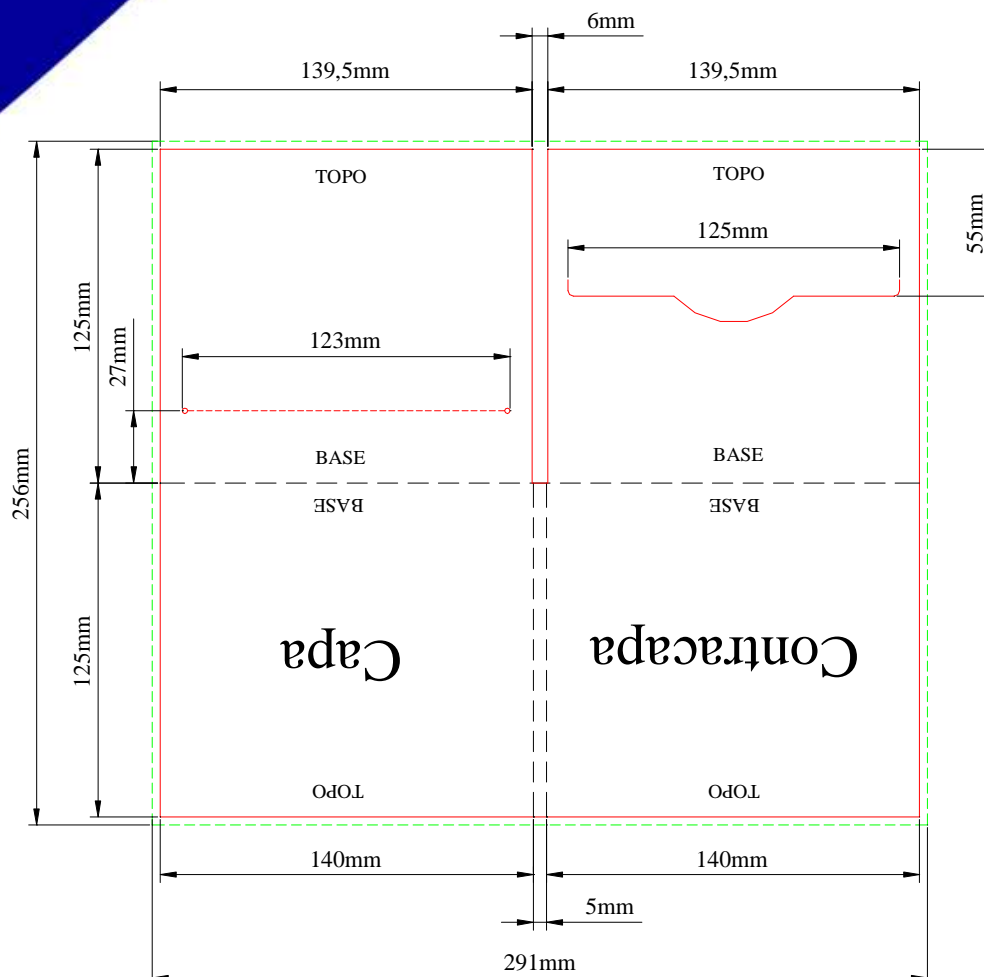 6mm
139,5mm
139,5mm
TOPO
TOPO
55mm
125mm
125mm
27mm
123mm
BASE
BASE
256mm
BASE
BASE
125mm
Capa
Contracapa
TOPO
TOPO
140mm
140mm
5mm
291mm